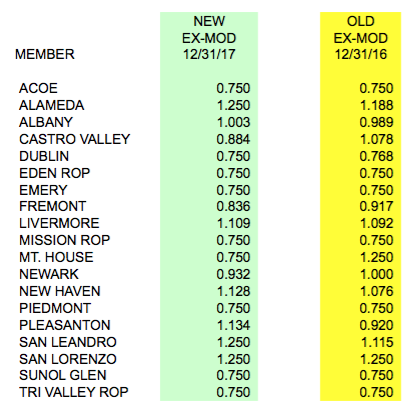 NEW OLD
EX-MOD EX-MOD
MEMBER 12/31/17 12/31/16
ACOE 0.750 0.750
ALAMEDA 1.250 1.188
ALBANY 1.003 0.989
CASTRO VALLEY 0.884 1.078
DUBLIN 0.750 0.768
EDEN ROP 0.750 0.750
EMERY 0.750 0.750
FREMONT 0.836 0.917
LIVERMORE 1.109 1.092
MISSION ROP 0.750 0.750
MT. HOUSE 0.750 1.250
NEWARK 0.932 1.000
NEW HAVEN 1.128 1.076
PIEDMONT 0.750 0.750
PLEASANTON 1.134 0.920
SAN LEANDRO 1.250 1.115
SAN LORENZO 1.250 1.250
SUNOL GLEN 0.750 0.750
TRI VALLEY ROP 0.750 0.750